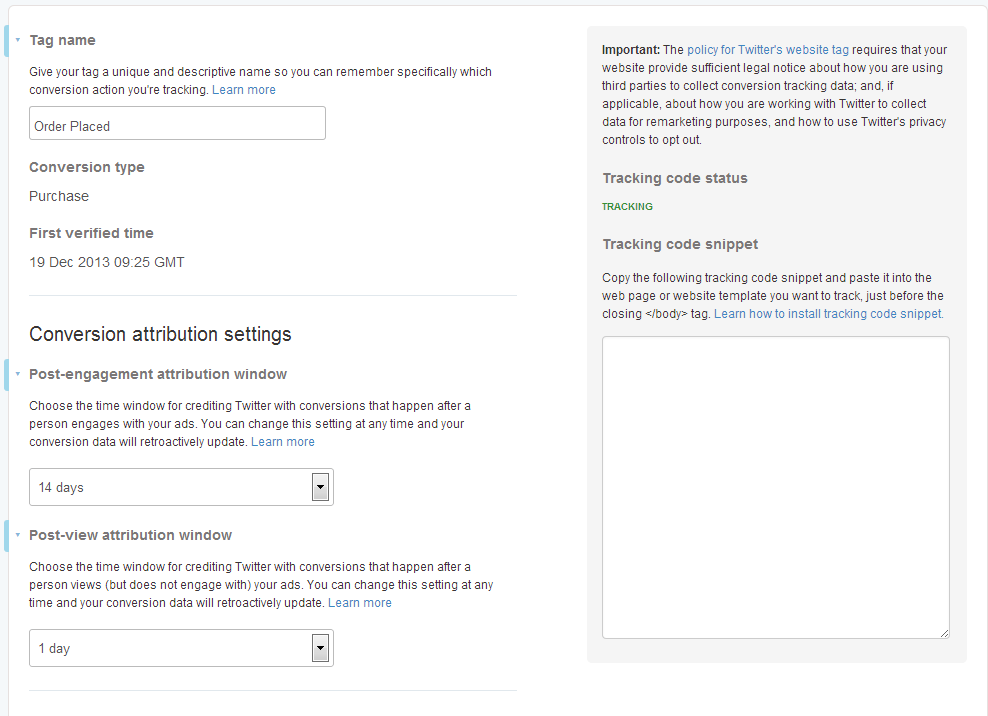 Tag name
Give your tag a unique and descriptive name so you can remember specifically which
conversion action you're tracking. Learn more
Order Placed
Conversion type
Purchase
First verified time
19 Dec 2013 09:25 GMT
Conversion attribution settings
Post-engagement attribution window
Choose the time window for crediting Twitter with conversions that happen after a
person engages with your ads. You can change this setting at any time and your
conversion data will retroactively update. Learn more
14 days
Post-view attribution window
Choose the time window for crediting Twitter with conversions that happen after a
person views (but does not engage with) your ads. You can change this setting at any
time and your conversion data will retroactively update. Learn more
1 day
Important: The policy for Twitter's website tag requires that your
website provide sufficient legal notice about how you are using
third parties to collect conversion tracking data; and, if
applicable, about how you are working with Twitter to collect
data for remarketing purposes, and how to use Twitter's privacy
controls to opt out.
Tracking code status
TRACKING
Tracking code snippet
Copy the following tracking code snippet and paste it into the
web page or website template you want to track, just before the
closing </body> tag. Learn how to install tracking code snippet.